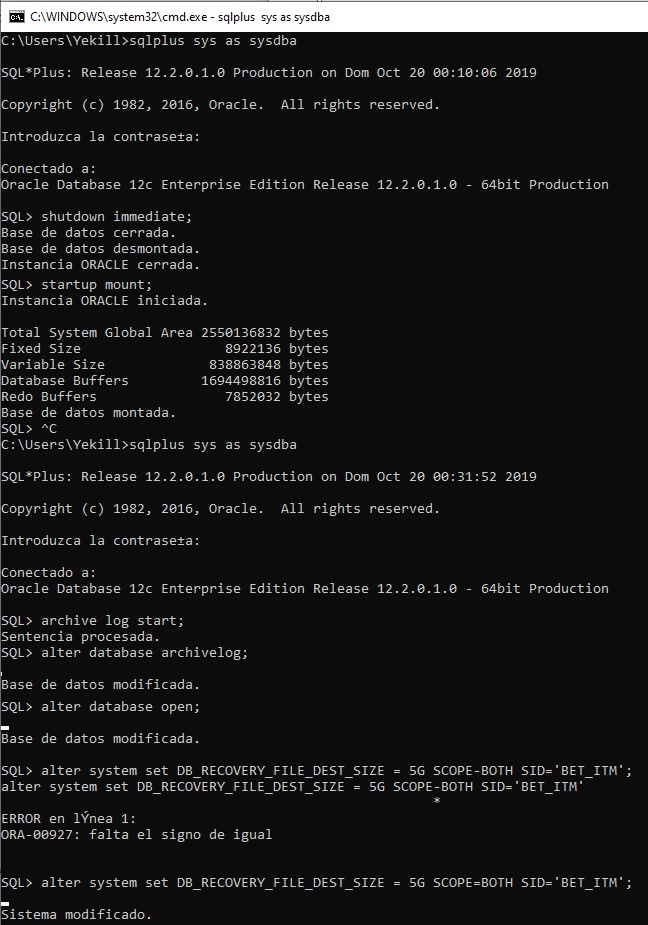 C:\WINDOWS\system32\cmd.exe - sqlplus  sys as sysdba
C:\Users\Yekill>sqlplus sys as sysdba
SQL*Plus: Release 12.2.0.1.0 Production on Dom Oct 20 00:10:06 2019
Copyright (c) 1982, 2016, Oracle.  All rights reserved.
Introduzca la contrase±a:
Conectado a:
Oracle Database 12c Enterprise Edition Release 12.2.0.1.0 - 64bit Production
SQL> shutdown immediate;
Base de datos cerrada.
Base de datos desmontada.
Instancia ORACLE cerrada.
SQL> startup mount;
Instancia ORACLE iniciada.
Total System Global Area 2550136832 bytes
Fixed Size                  8922136 bytes
Variable Size             838863848 bytes
Database Buffers         1694498816 bytes
Redo Buffers                7852032 bytes
Base de datos montada.
SQL> ^C
C:\Users\Yekill>sqlplus sys as sysdba
SQL*Plus: Release 12.2.0.1.0 Production on Dom Oct 20 00:31:52 2019
Copyright (c) 1982, 2016, Oracle.  All rights reserved.
Introduzca la contrase±a:
Conectado a:
Oracle Database 12c Enterprise Edition Release 12.2.0.1.0 - 64bit Production
SQL> archive log start;
Sentencia procesada.
SQL> alter database archivelog;
Base de datos modificada.
SQL> alter database open;
Base de datos modificada.
SQL> alter system set DB_RECOVERY_FILE_DEST_SIZE = 5G SCOPE-BOTH SID='BET_ITM';
alter system set DB_RECOVERY_FILE_DEST_SIZE = 5G SCOPE-BOTH SID='BET_ITM'
*
ERROR en lÝnea 1:
ORA-00927: falta el signo de igual
SQL> alter system set DB_RECOVERY_FILE_DEST_SIZE = 5G SCOPE=BOTH SID='BET_ITM';
Sistema modificado.